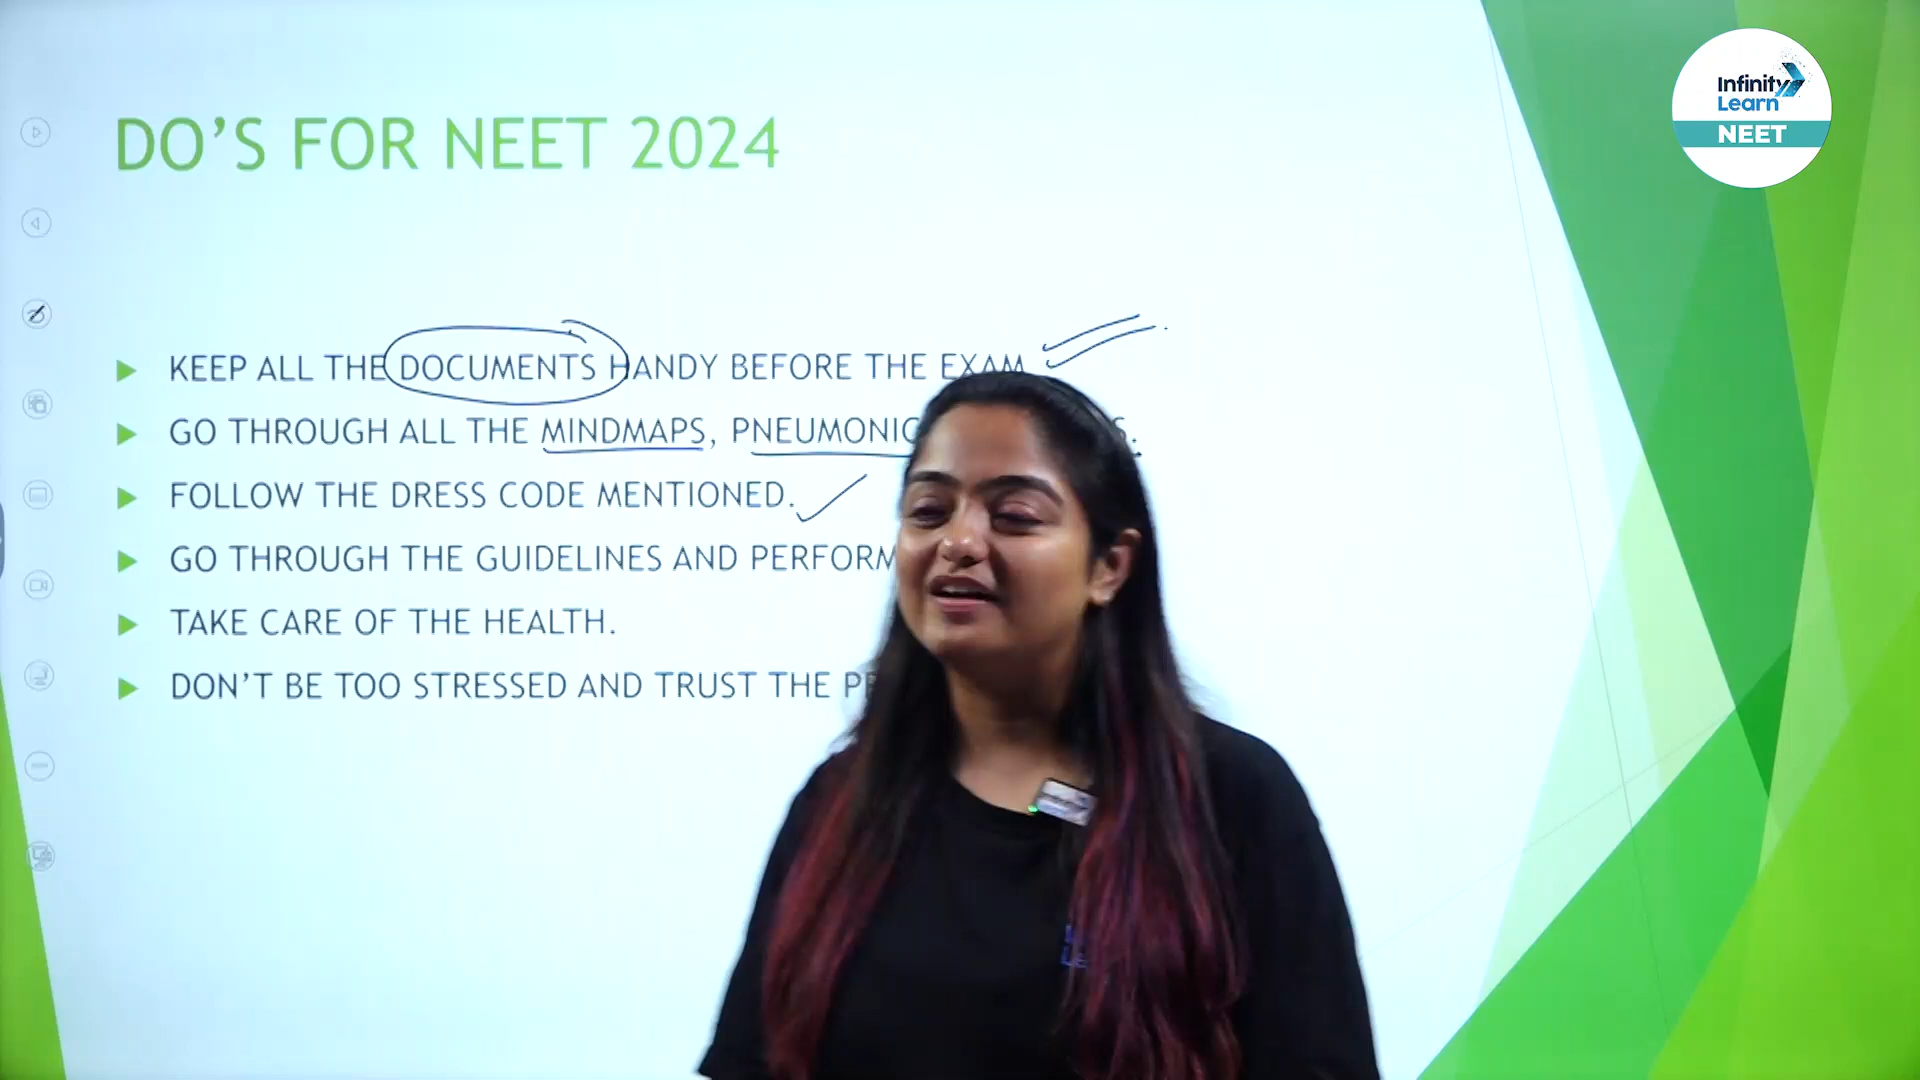 Infinity
Learn
NEET
DO'S FOR NEET 2024
KEEP ALL THE DOCUMENTS HANDY BEFORE THE EXAM
GO THROUGH ALL THE MINDMAPS,
FOLLOW THE DRESS CODE MENTIONED.
GO THROUGH THE GUIDELINES AND PERFORM
TAKE CARE OF THE HEALTH.
DON'T BE TOO STRESSED AND TRUST THE